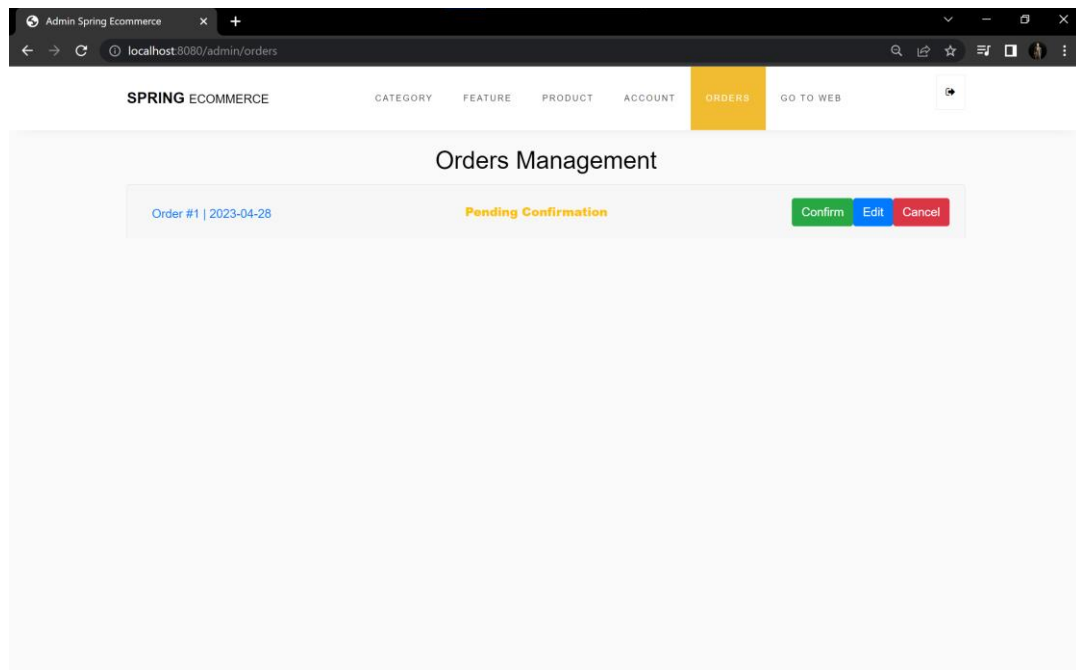 Admin Spring Ecommerce
localhost:8080/admin/orders
SPRING ECOMMERCE CATEGORY FEATURE PRODUCT ACCOUNT ORDERS GO TO WEB
Orders Management
Order #1 | 2023-04-28 Pending Confirmation Confirm Edit Cancel